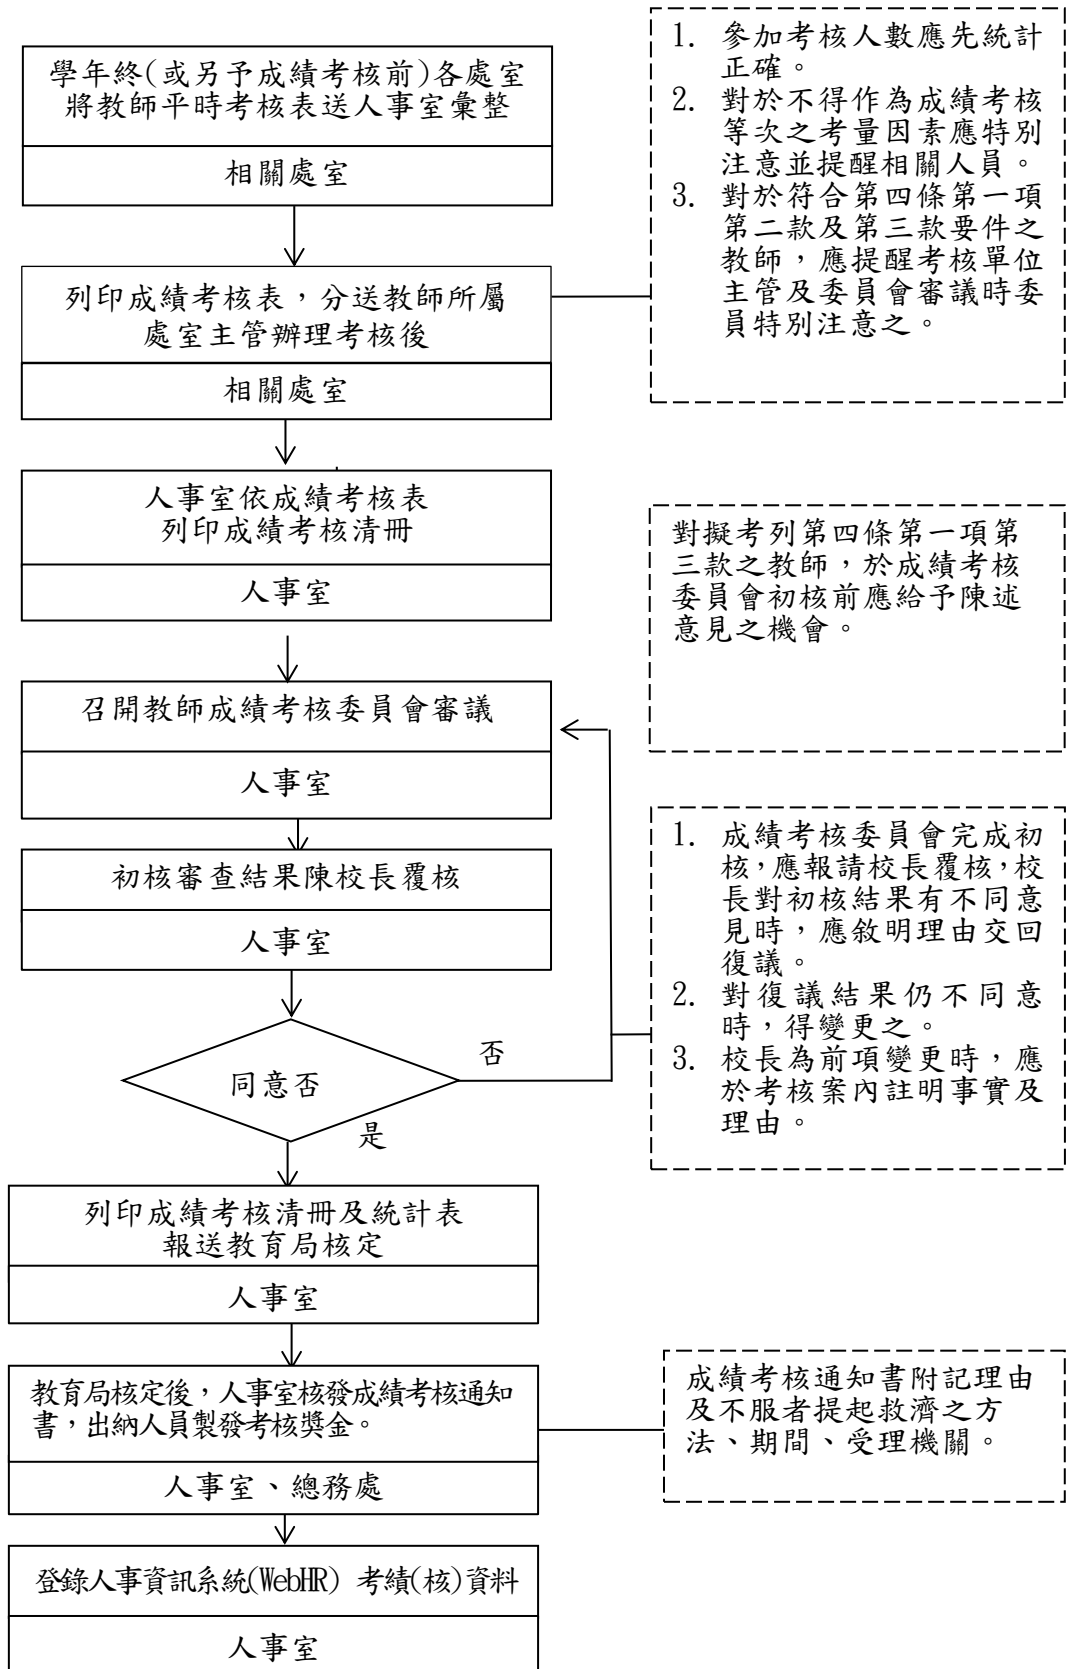 學年終(或另予成績考核前)各處室
將教師平時考核表送人事室彙整
相關處室
1. 參加考核人數應先統計
正確。
2. 對於不得作為成績考核
等次之考量因素應特別
注意並提醒相關人員。
3. 對於符合第四條第一項
第二款及第三款要件之
教師，應提醒考核單位
主管及委員會審議時委
員特別注意之。
列印成績考核表，分送教師所屬
處室主管辦理考核後
相關處室
人事室依成績考核表
列印成績考核清冊
人事室
對擬考列第四條第一項第
三款之教師，於成績考核
委員會初核前應給予陳述
意見之機會。
召開教師成績考核委員會審議
人事室
初核審查結果陳校長覆核
人事室
1. 成績考核委員會完成初
核，應報請校長覆核，校
長對初核結果有不同意
見時，應敘明理由交回
復議。
2. 對復議結果仍不同意
時，得變更之。
3. 校長為前項變更時，應
於考核案內註明事實及
理由。
同意否
否
是
列印成績考核清冊及統計表
報送教育局核定
人事室
教育局核定後，人事室核發成績考核通知
書，出納人員製發考核獎金。
人事室、總務處
成績考核通知書附記理由
及不服者提起救濟之方
法、期間、受理機關。
登錄人事資訊系統(WebHR) 考績(核)資料
人事室